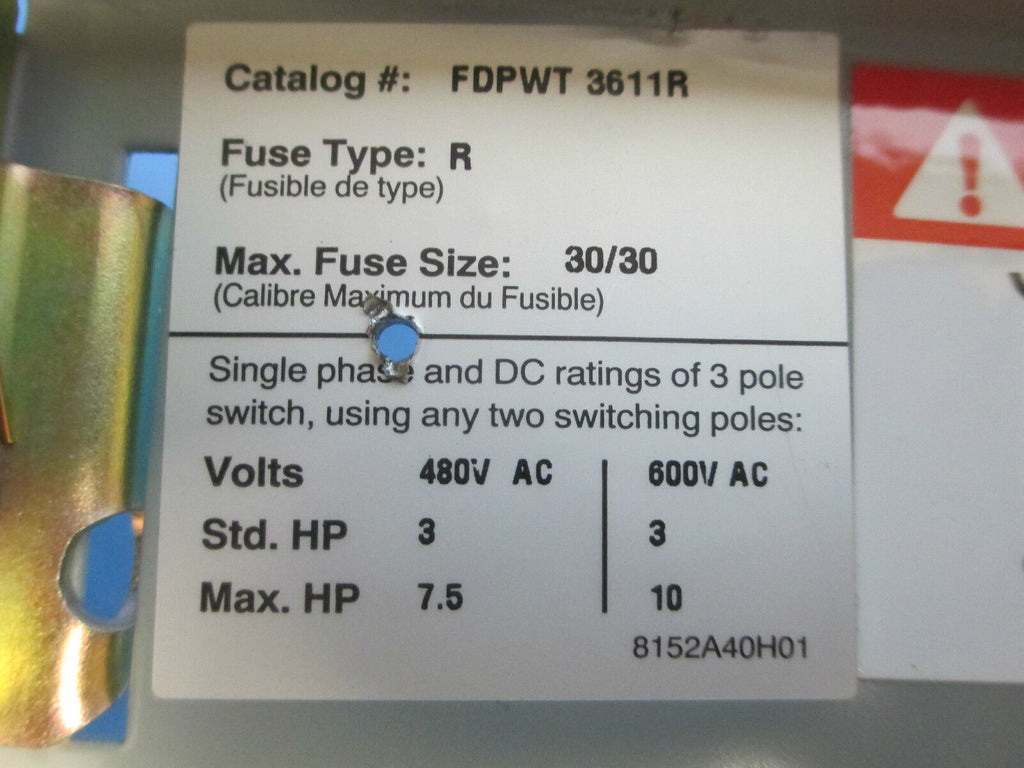 Catalog #: FDPWT 3611R
Fuse Type: R
(Fusible de type)
Max. Fuse Size: 30/30
(Calibre Maximum du Fusible)
Single phase and DC ratings of 3 pole
switch, using any two switching poles:
Volts 480V AC 600V AC
Std. HP 3 3
Max. HP 7.5 10
8152A40H01